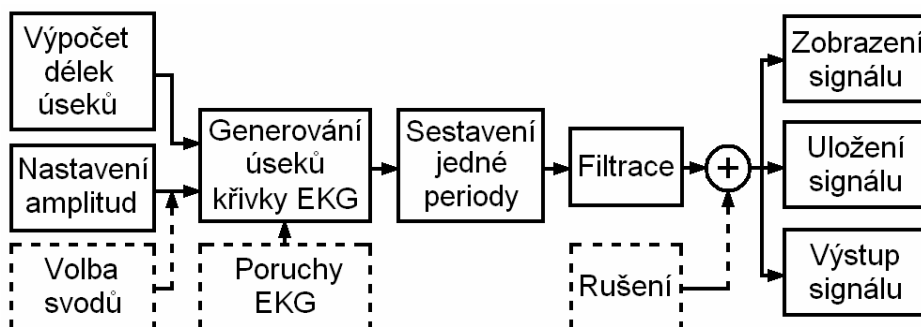 Výpočet
délek
úseků
Nastavení
amplitud
Volba
svodů
Generování
úseků
křivky EKG
Poruchy
EKG
Sestavení
jedné
periody
Filtrace
Rušení
+
Zobrazení
signálu
Uložení
signálu
Výstup
signálu